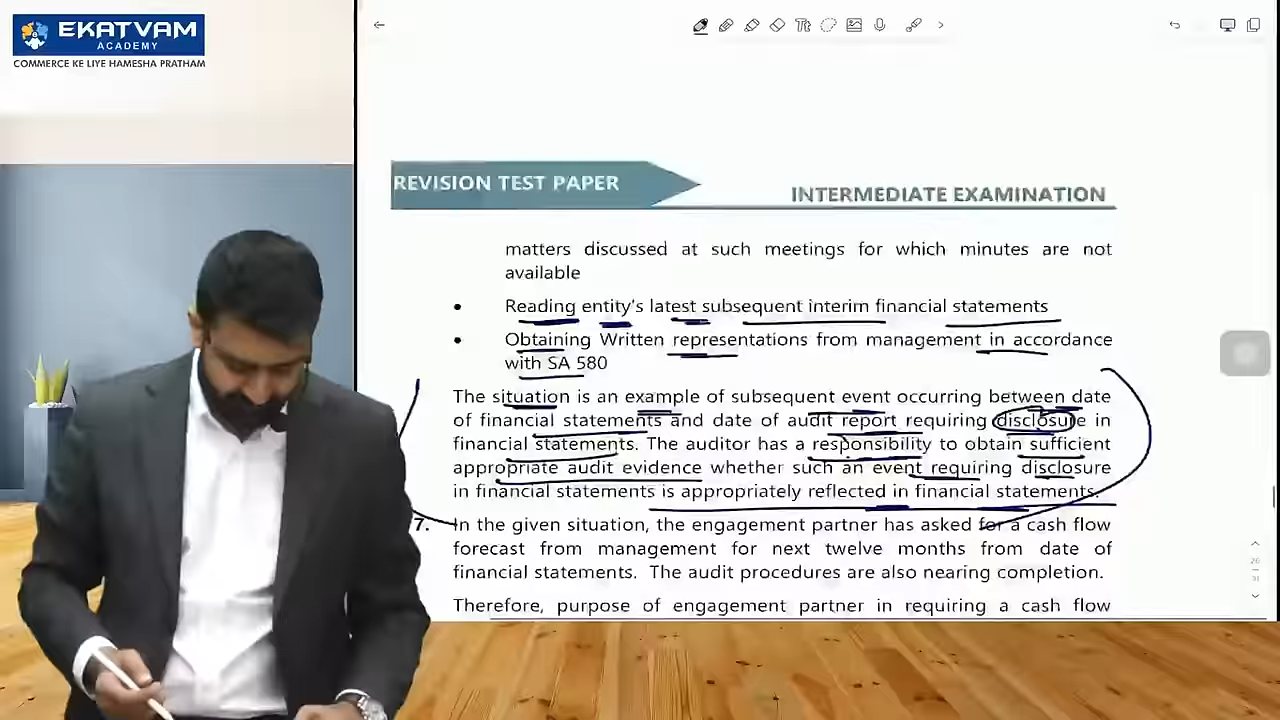 EKATVAM
ACADEMY
COMMERCE KE LIYE HAMESHA PRATHAM
REVISION TEST PAPER
INTERMEDIATE EXAMINATION
matters discussed at such meetings for which minutes are not
available
• Reading entity's latest subsequent interim financial statements
• Obtaining Written representations from management in accordance
with SA 580
The situation is an example of subsequent event occurring between date
of financial statements and date of audit report requiring disclosure in
financial statements. The auditor has a responsibility to obtain sufficient
appropriate audit evidence whether such an event requiring disclosure
in financial statements is appropriately reflected in financial statements.
7. In the given situation, the engagement partner has asked for a cash flow
forecast from management for next twelve months from date of
financial statements. The audit procedures are also nearing completion.
Therefore, purpose of engagement partner in requiring a cash flow